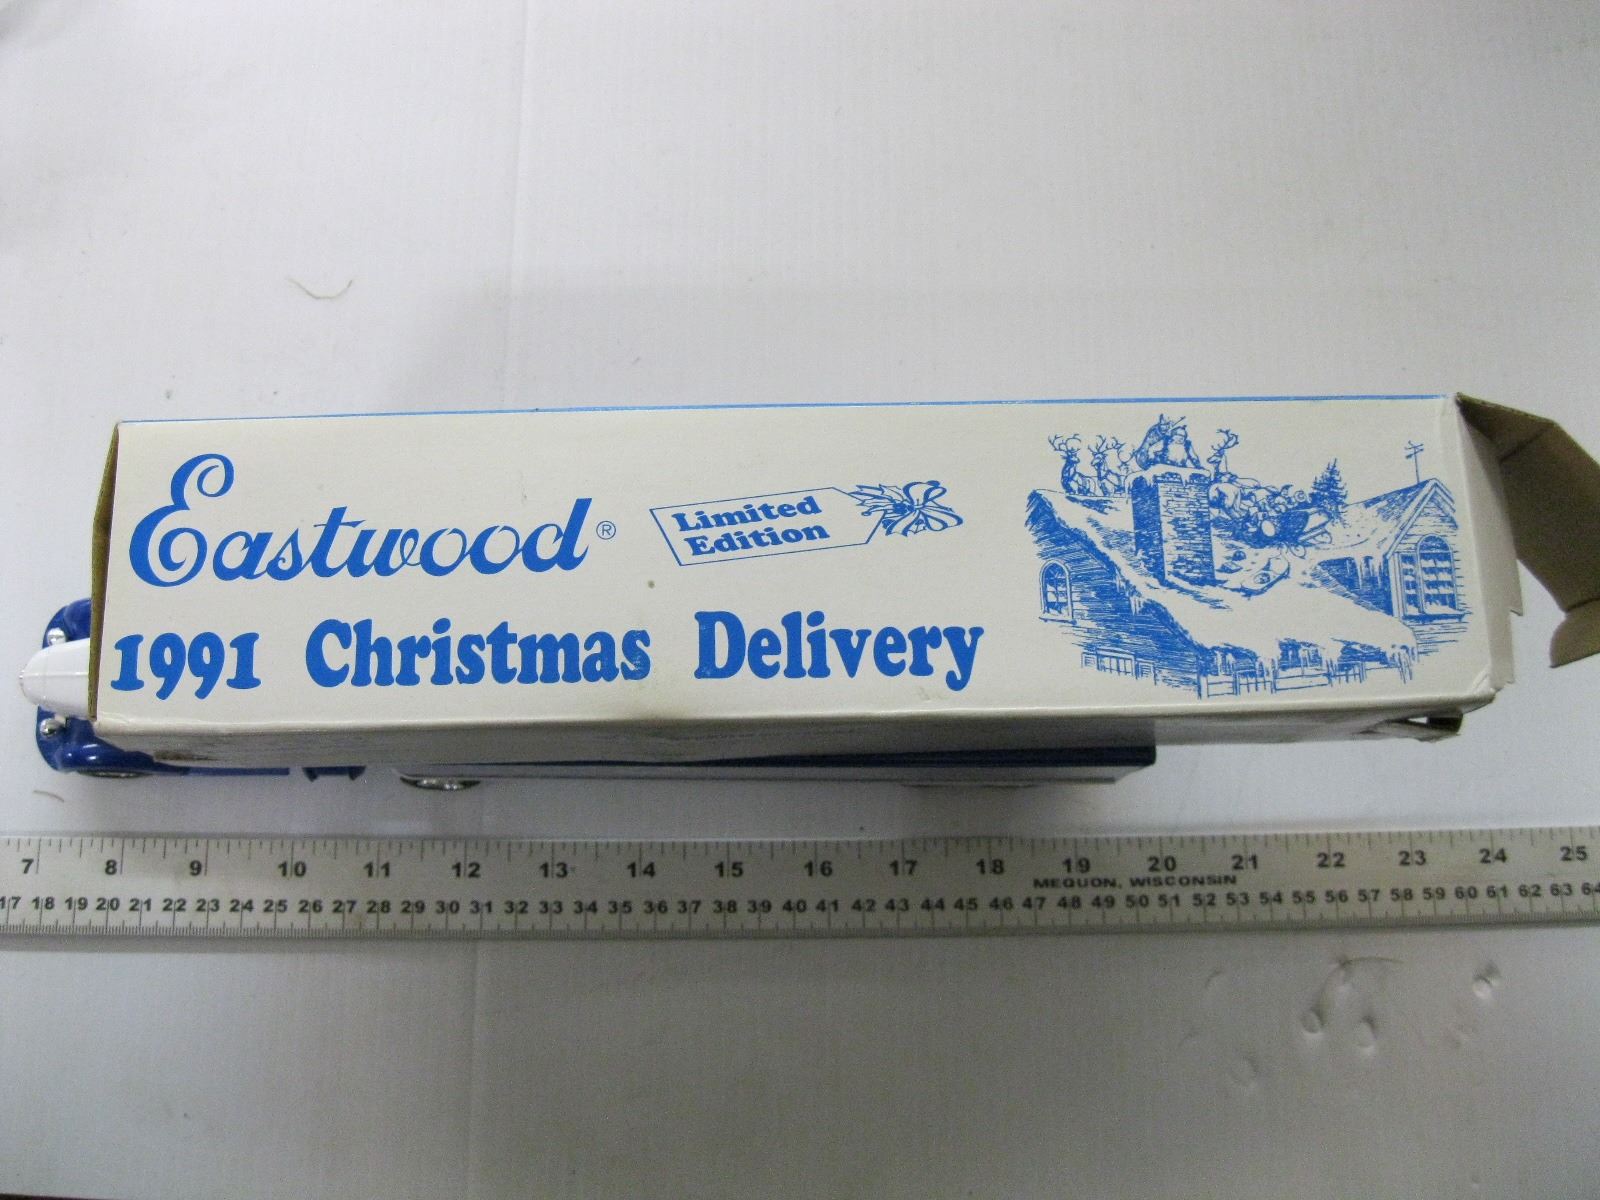 Eastwood®
Limited
Edition
1991 Christmas Delivery
7 8 9 10 11 12 13 14 15 16 17 18 19 20 21 22 23 24 25
MEQUON, WISCONSIN
17 18 19 20 21 22 23 24 25 26 27 28 29 30 31 32 33 34 35 36 37 38 39 40 41 42 43 44 45 46 47 48 49 50 51 52 53 54 55 56 57 58 59 60 61 62 63 64